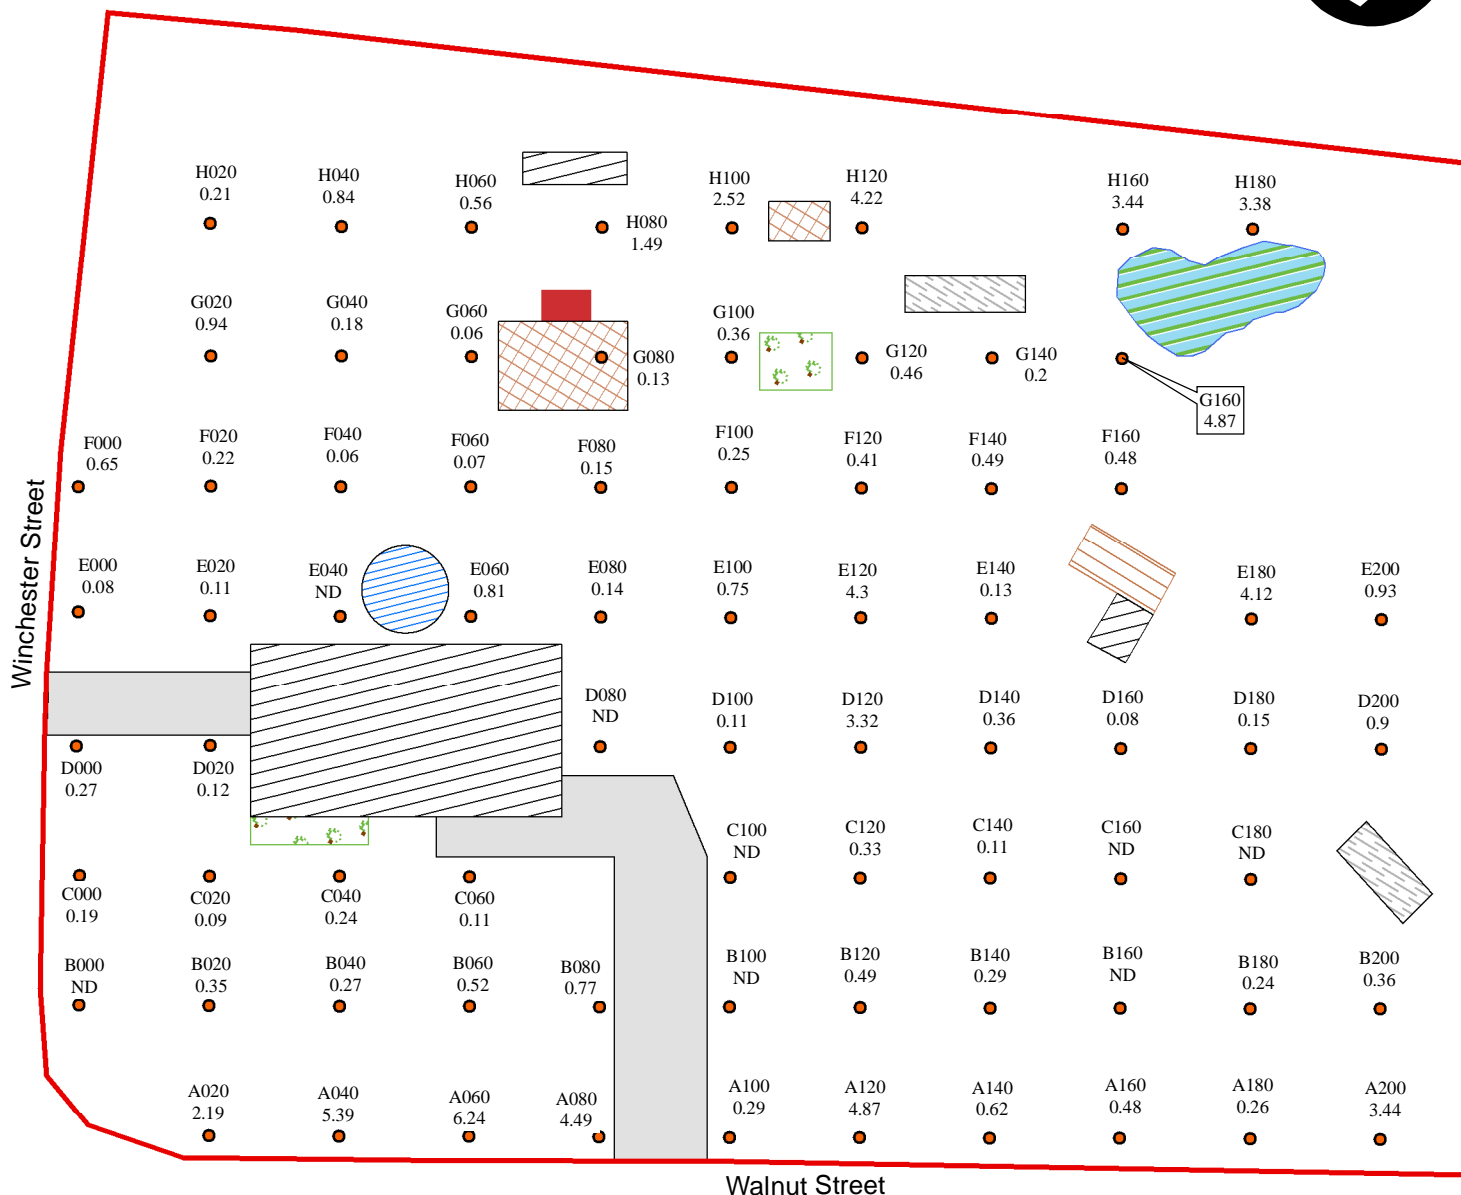 H020
0.21
H040
0.84
H060
0.56
H080
1.49
H100
2.52
H120
4.22
H160
3.44
H180
3.38
G020
0.94
G040
0.18
G060
0.06
G080
0.13
G100
0.36
G120
0.46
G140
0.2
G160
4.87
F000
0.65
F020
0.22
F040
0.06
F060
0.07
F080
0.15
F100
0.25
F120
0.41
F140
0.49
F160
0.48
Winchester Street
E000
0.08
E020
0.11
E040
ND
E060
0.81
E080
0.14
E100
0.75
E120
4.3
E140
0.13
E180
4.12
E200
0.93
D000
0.27
D020
0.12
D080
ND
D100
0.11
D120
3.32
D140
0.36
D160
0.08
D180
0.15
D200
0.9
C000
0.19
C020
0.09
C040
0.24
C060
0.11
C100
ND
C120
0.33
C140
0.11
C160
ND
C180
ND
B000
ND
B020
0.35
B040
0.27
B060
0.52
B080
0.77
B100
ND
B120
0.49
B140
0.29
B160
ND
B180
0.24
B200
0.36
A020
2.19
A040
5.39
A060
6.24
A080
4.49
A100
0.29
A120
4.87
A140
0.62
A160
0.48
A180
0.26
A200
3.44
Walnut Street